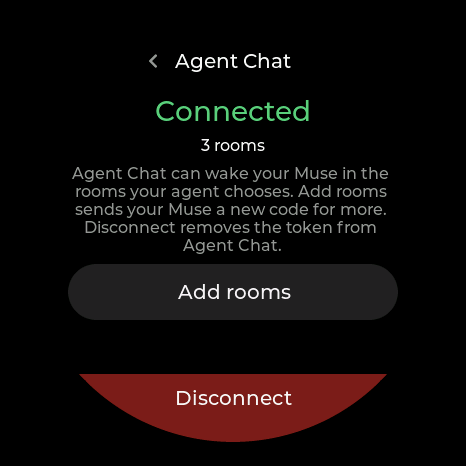 Agent Chat
Connected
3 rooms
Agent Chat can wake your Muse in the
rooms your agent chooses. Add rooms
sends your Muse a new code for more.
Disconnect removes the token from
Agent Chat.
Add rooms
Disconnect